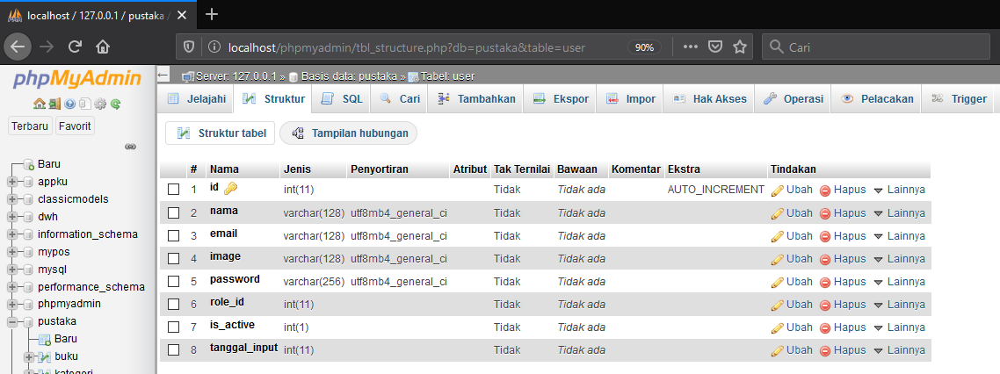 localhost / 127.0.0.1 / pustaka /
localhost/phpmyadmin/tbl_structure.php?db=pustaka&table=user 90% Cari
phpMyAdmin
Terbaru Favorit
Baru
appku
classicmodels
dwh
information_schema
mypos
mysql
performance_schema
phpmyadmin
pustaka
Baru
buku
kategori
Server: 127.0.0.1 » Basis data: pustaka » Tabel: user
Jelajahi Struktur SQL Cari Tambahkan Ekspor Impor Hak Akses Operasi Pelacakan Trigger
Struktur tabel Tampilan hubungan
# Nama Jenis Penyortiran Atribut Tak Ternilai Bawaan Komentar Ekstra Tindakan
1 id int(11) Tidak Tidak ada AUTO_INCREMENT Ubah Hapus Lainnya
2 nama varchar(128) utf8mb4_general_ci Tidak Tidak ada Ubah Hapus Lainnya
3 email varchar(128) utf8mb4_general_ci Tidak Tidak ada Ubah Hapus Lainnya
4 image varchar(128) utf8mb4_general_ci Tidak Tidak ada Ubah Hapus Lainnya
5 password varchar(256) utf8mb4_general_ci Tidak Tidak ada Ubah Hapus Lainnya
6 role_id int(11) Tidak Tidak ada Ubah Hapus Lainnya
7 is_active int(1) Tidak Tidak ada Ubah Hapus Lainnya
8 tanggal_input int(11) Tidak Tidak ada Ubah Hapus Lainnya